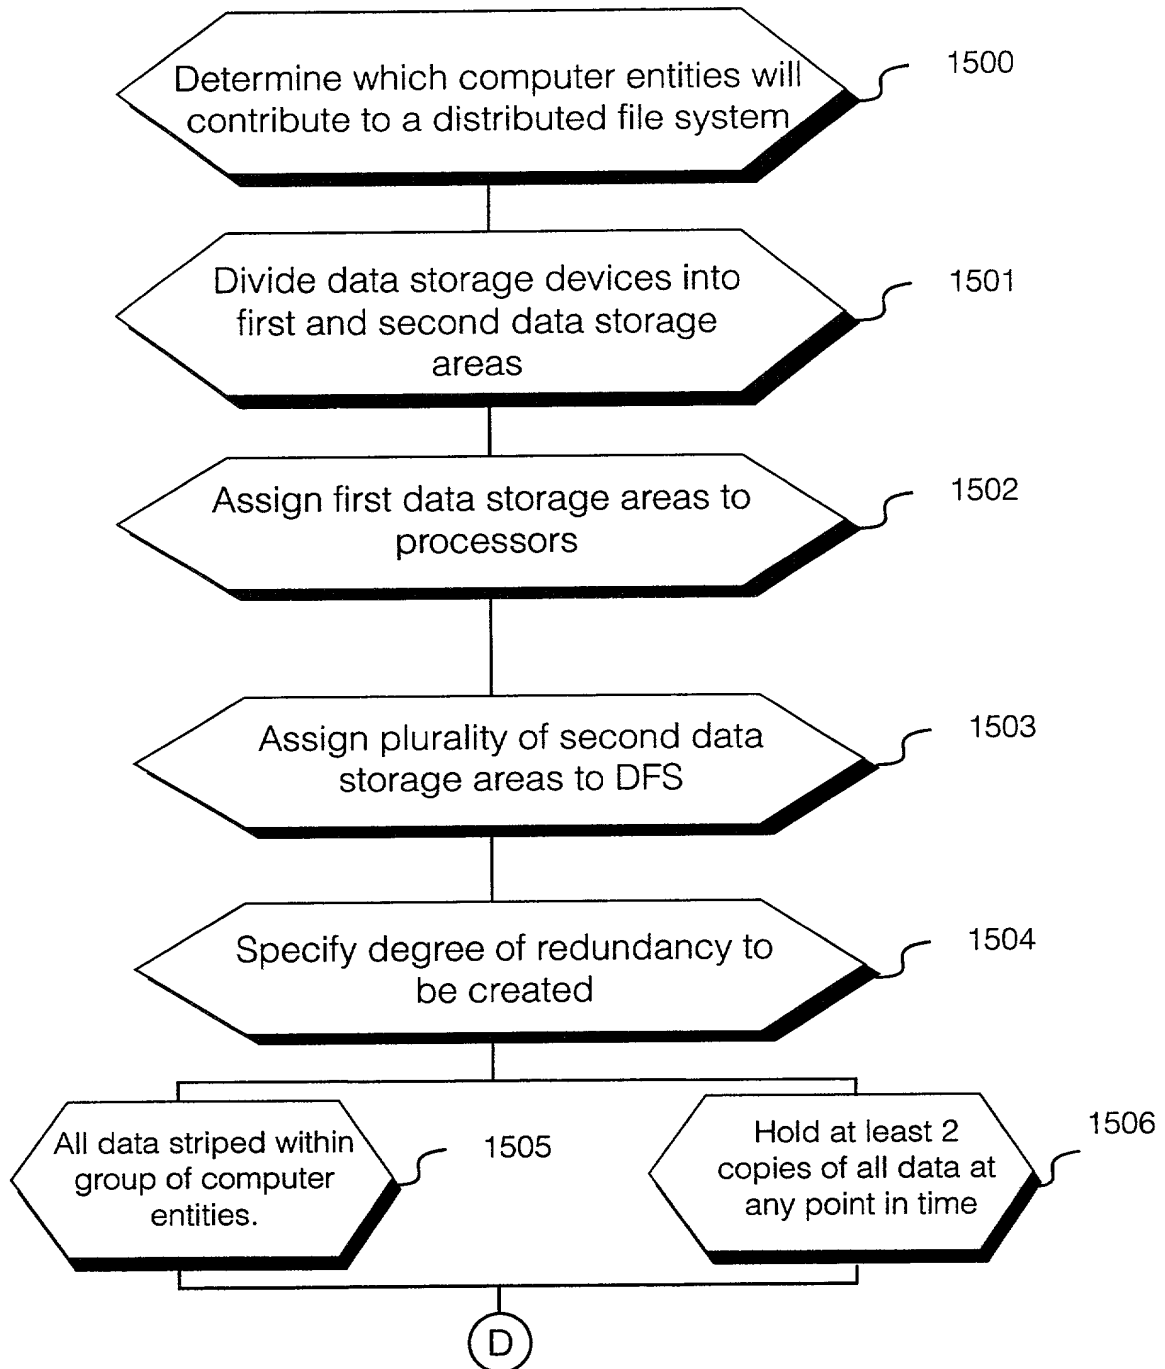 Determine which computer entities will
contribute to a distributed file system
1500
Divide data storage devices into
first and second data storage
areas
1501
Assign first data storage areas to
processors
1502
Assign plurality of second data
storage areas to DFS
1503
Specify degree of redundancy to
be created
1504
All data striped within
group of computer
entities.
1505
Hold at least 2
copies of all data at
any point in time
1506
D